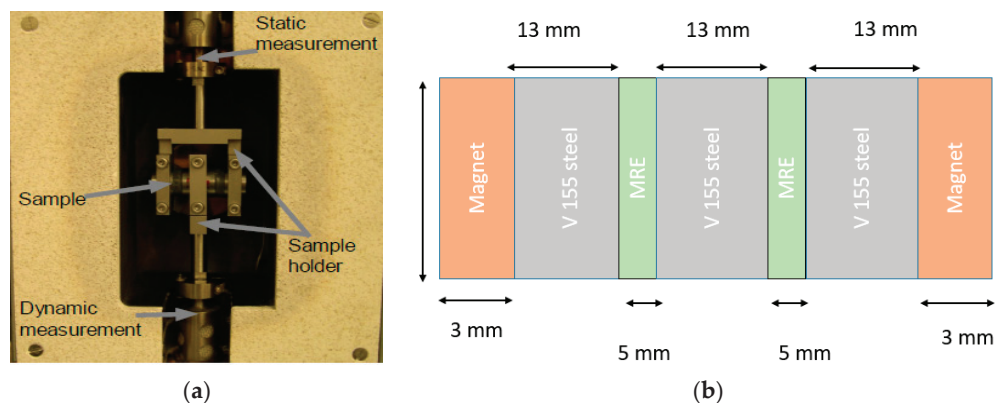 Static
measurement
Sample
Sample
holder
Dynamic
measurement
(a)
13 mm 13 mm 13 mm
Magnet
V 155 steel
MRE
V 155 steel
MRE
V 155 steel
Magnet
3 mm
5 mm
5 mm
3 mm
(b)